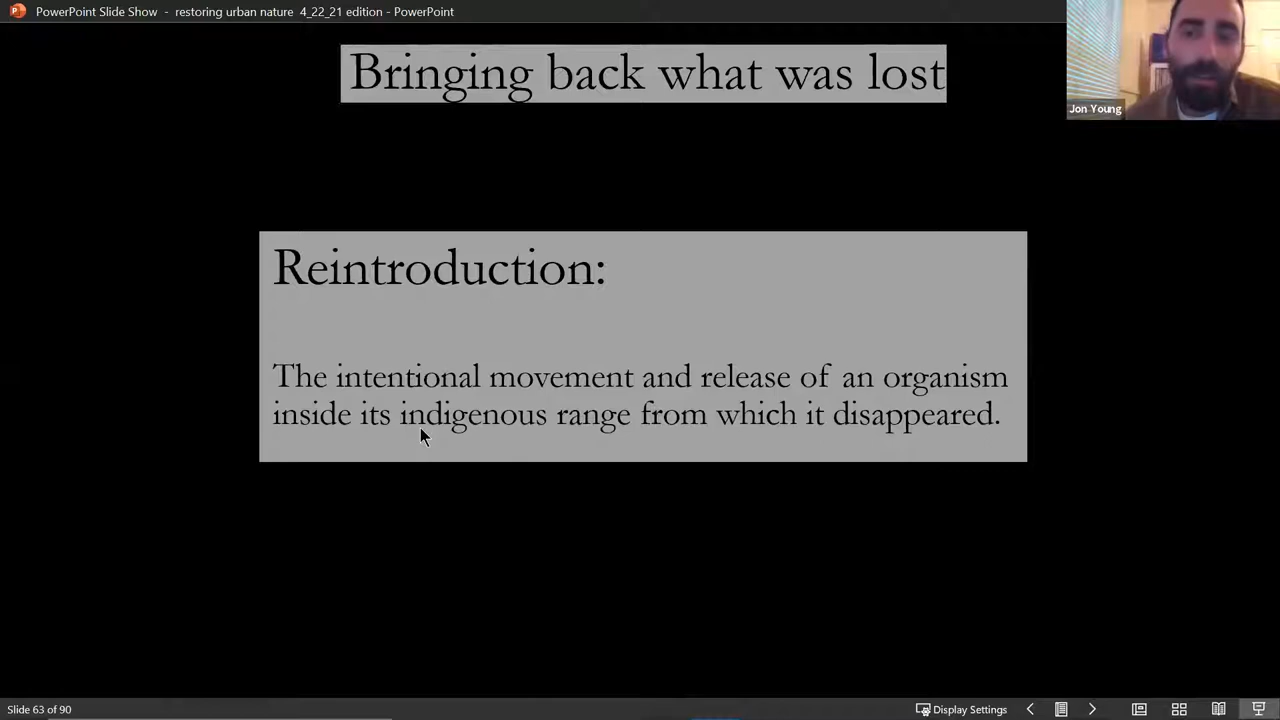 PowerPoint Slide Show - restoring urban nature 4_22_21 edition - PowerPoint
Bringing back what was lost
Jon Young
Reintroduction:
The intentional movement and release of an organism
inside its indigenous range from which it disappeared.
Slide 63 of 90
Display Settings